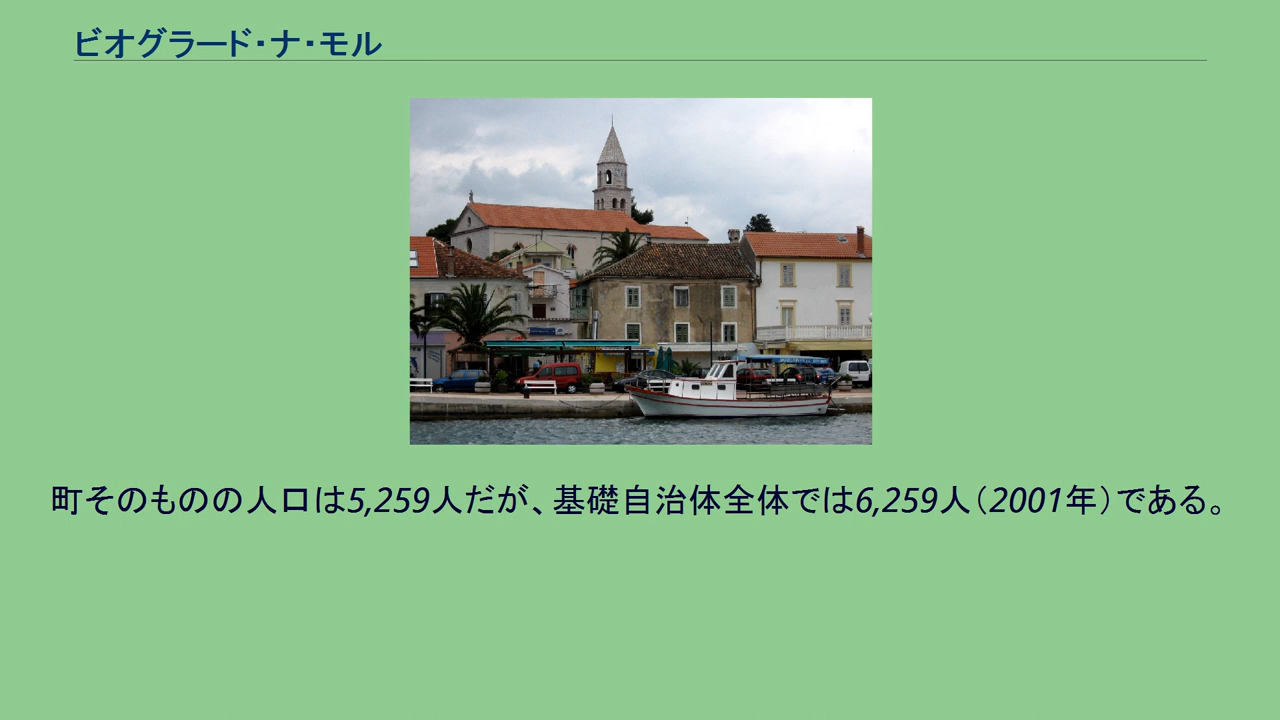 ビオグラード・ナ・モル
町そのものの人口は5,259人だが、基礎自治体全体では6,259人（2001年）である。